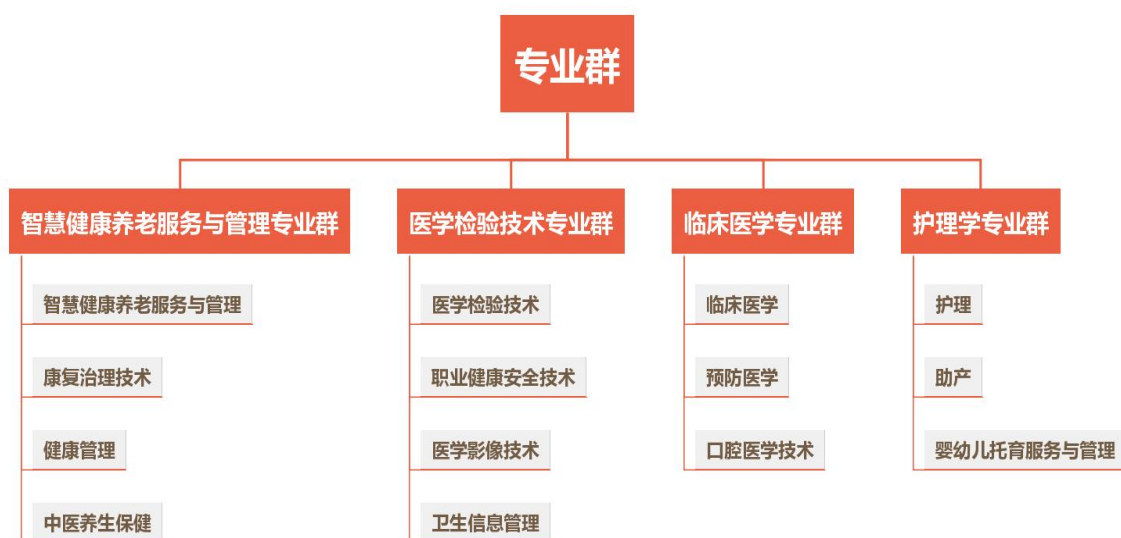 专业群
智慧健康养老服务与管理专业群
医学检验技术专业群
临床医学专业群
护理学专业群
智慧健康养老服务与管理
康复治理技术
健康管理
中医养生保健
医学检验技术
职业健康安全技术
医学影像技术
卫生信息管理
临床医学
预防医学
口腔医学技术
护理
助产
婴幼儿托育服务与管理